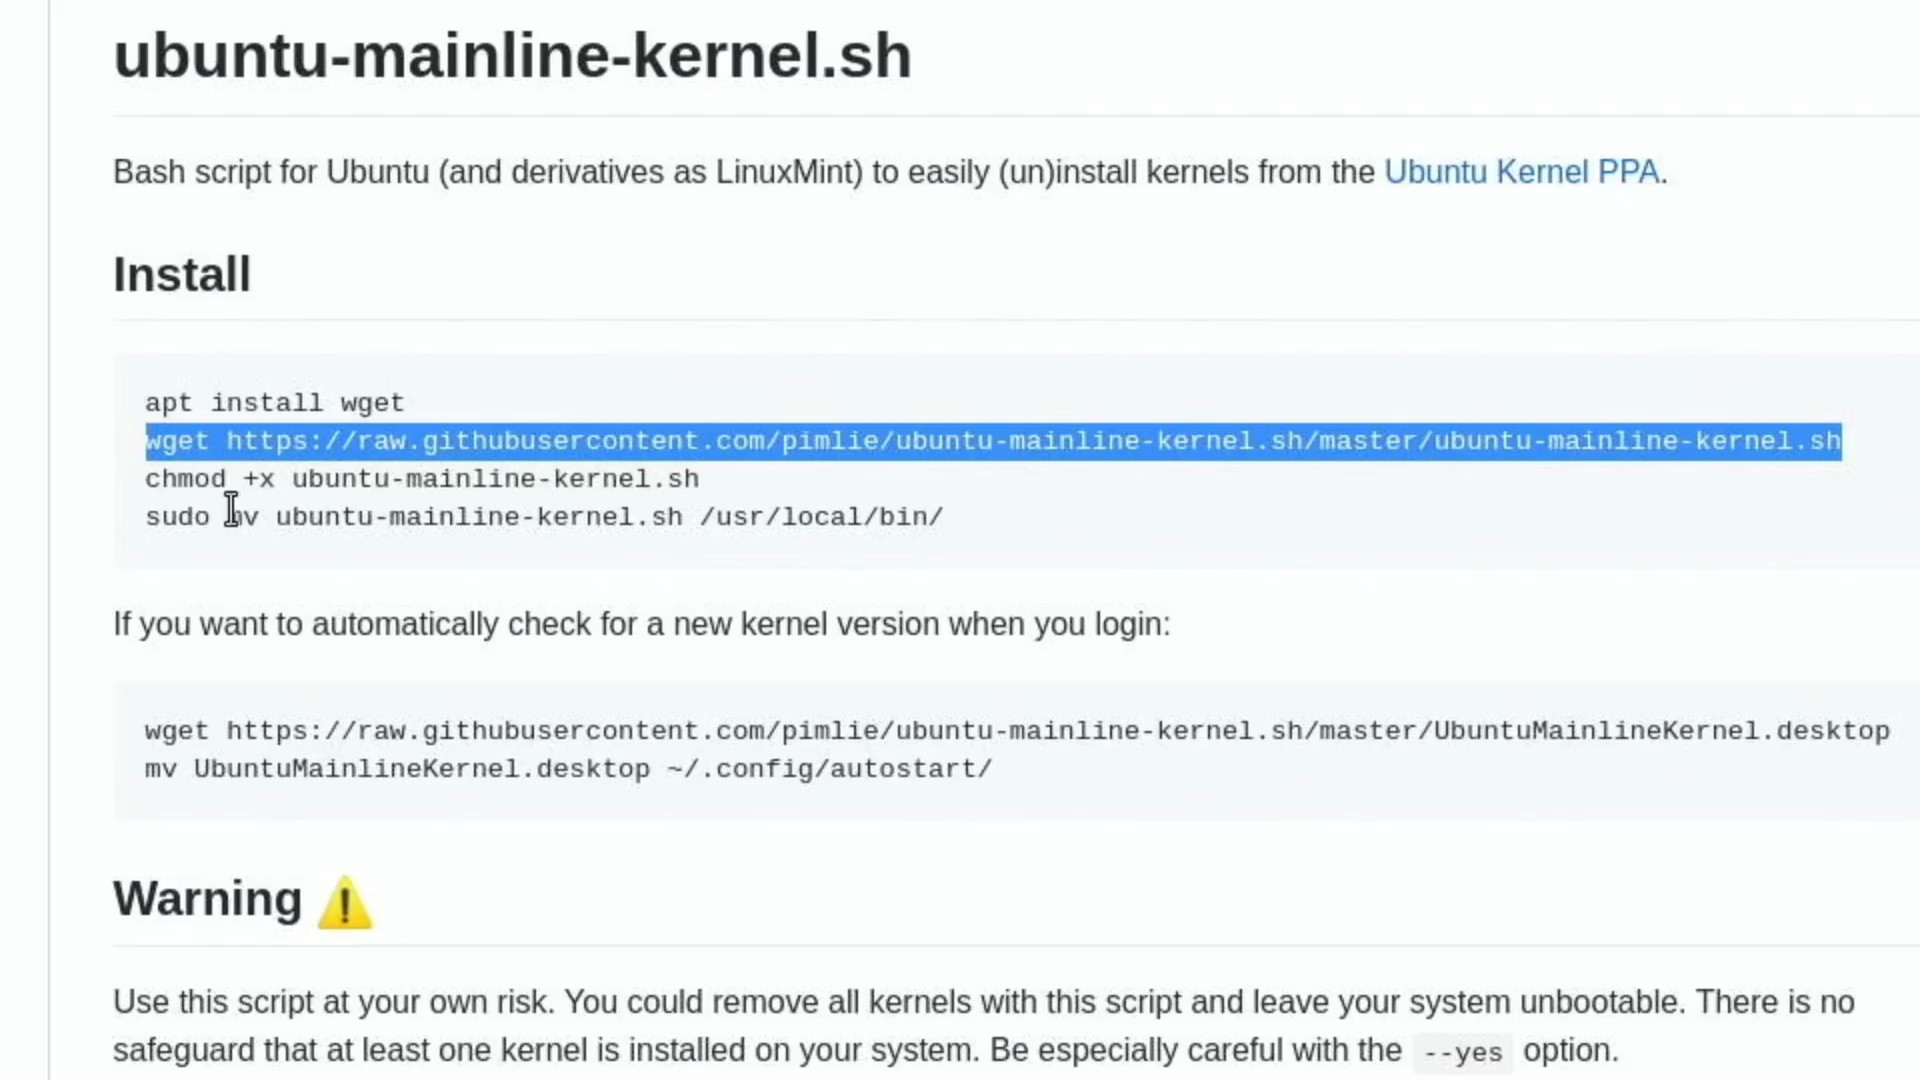 ubuntu-mainline-kernel.sh
Bash script for Ubuntu (and derivatives as LinuxMint) to easily (un)install kernels from the Ubuntu Kernel PPA.
Install
apt install wget
wget https://raw.githubusercontent.com/pimlie/ubuntu-mainline-kernel.sh/master/ubuntu-mainline-kernel.sh
chmod +x ubuntu-mainline-kernel.sh
sudo mv ubuntu-mainline-kernel.sh /usr/local/bin/
If you want to automatically check for a new kernel version when you login:
wget https://raw.githubusercontent.com/pimlie/ubuntu-mainline-kernel.sh/master/UbuntuMainlineKernel.desktop
mv UbuntuMainlineKernel.desktop ~/.config/autostart/
Warning ⚠️
Use this script at your own risk. You could remove all kernels with this script and leave your system unbootable. There is no
safeguard that at least one kernel is installed on your system. Be especially careful with the --yes option.